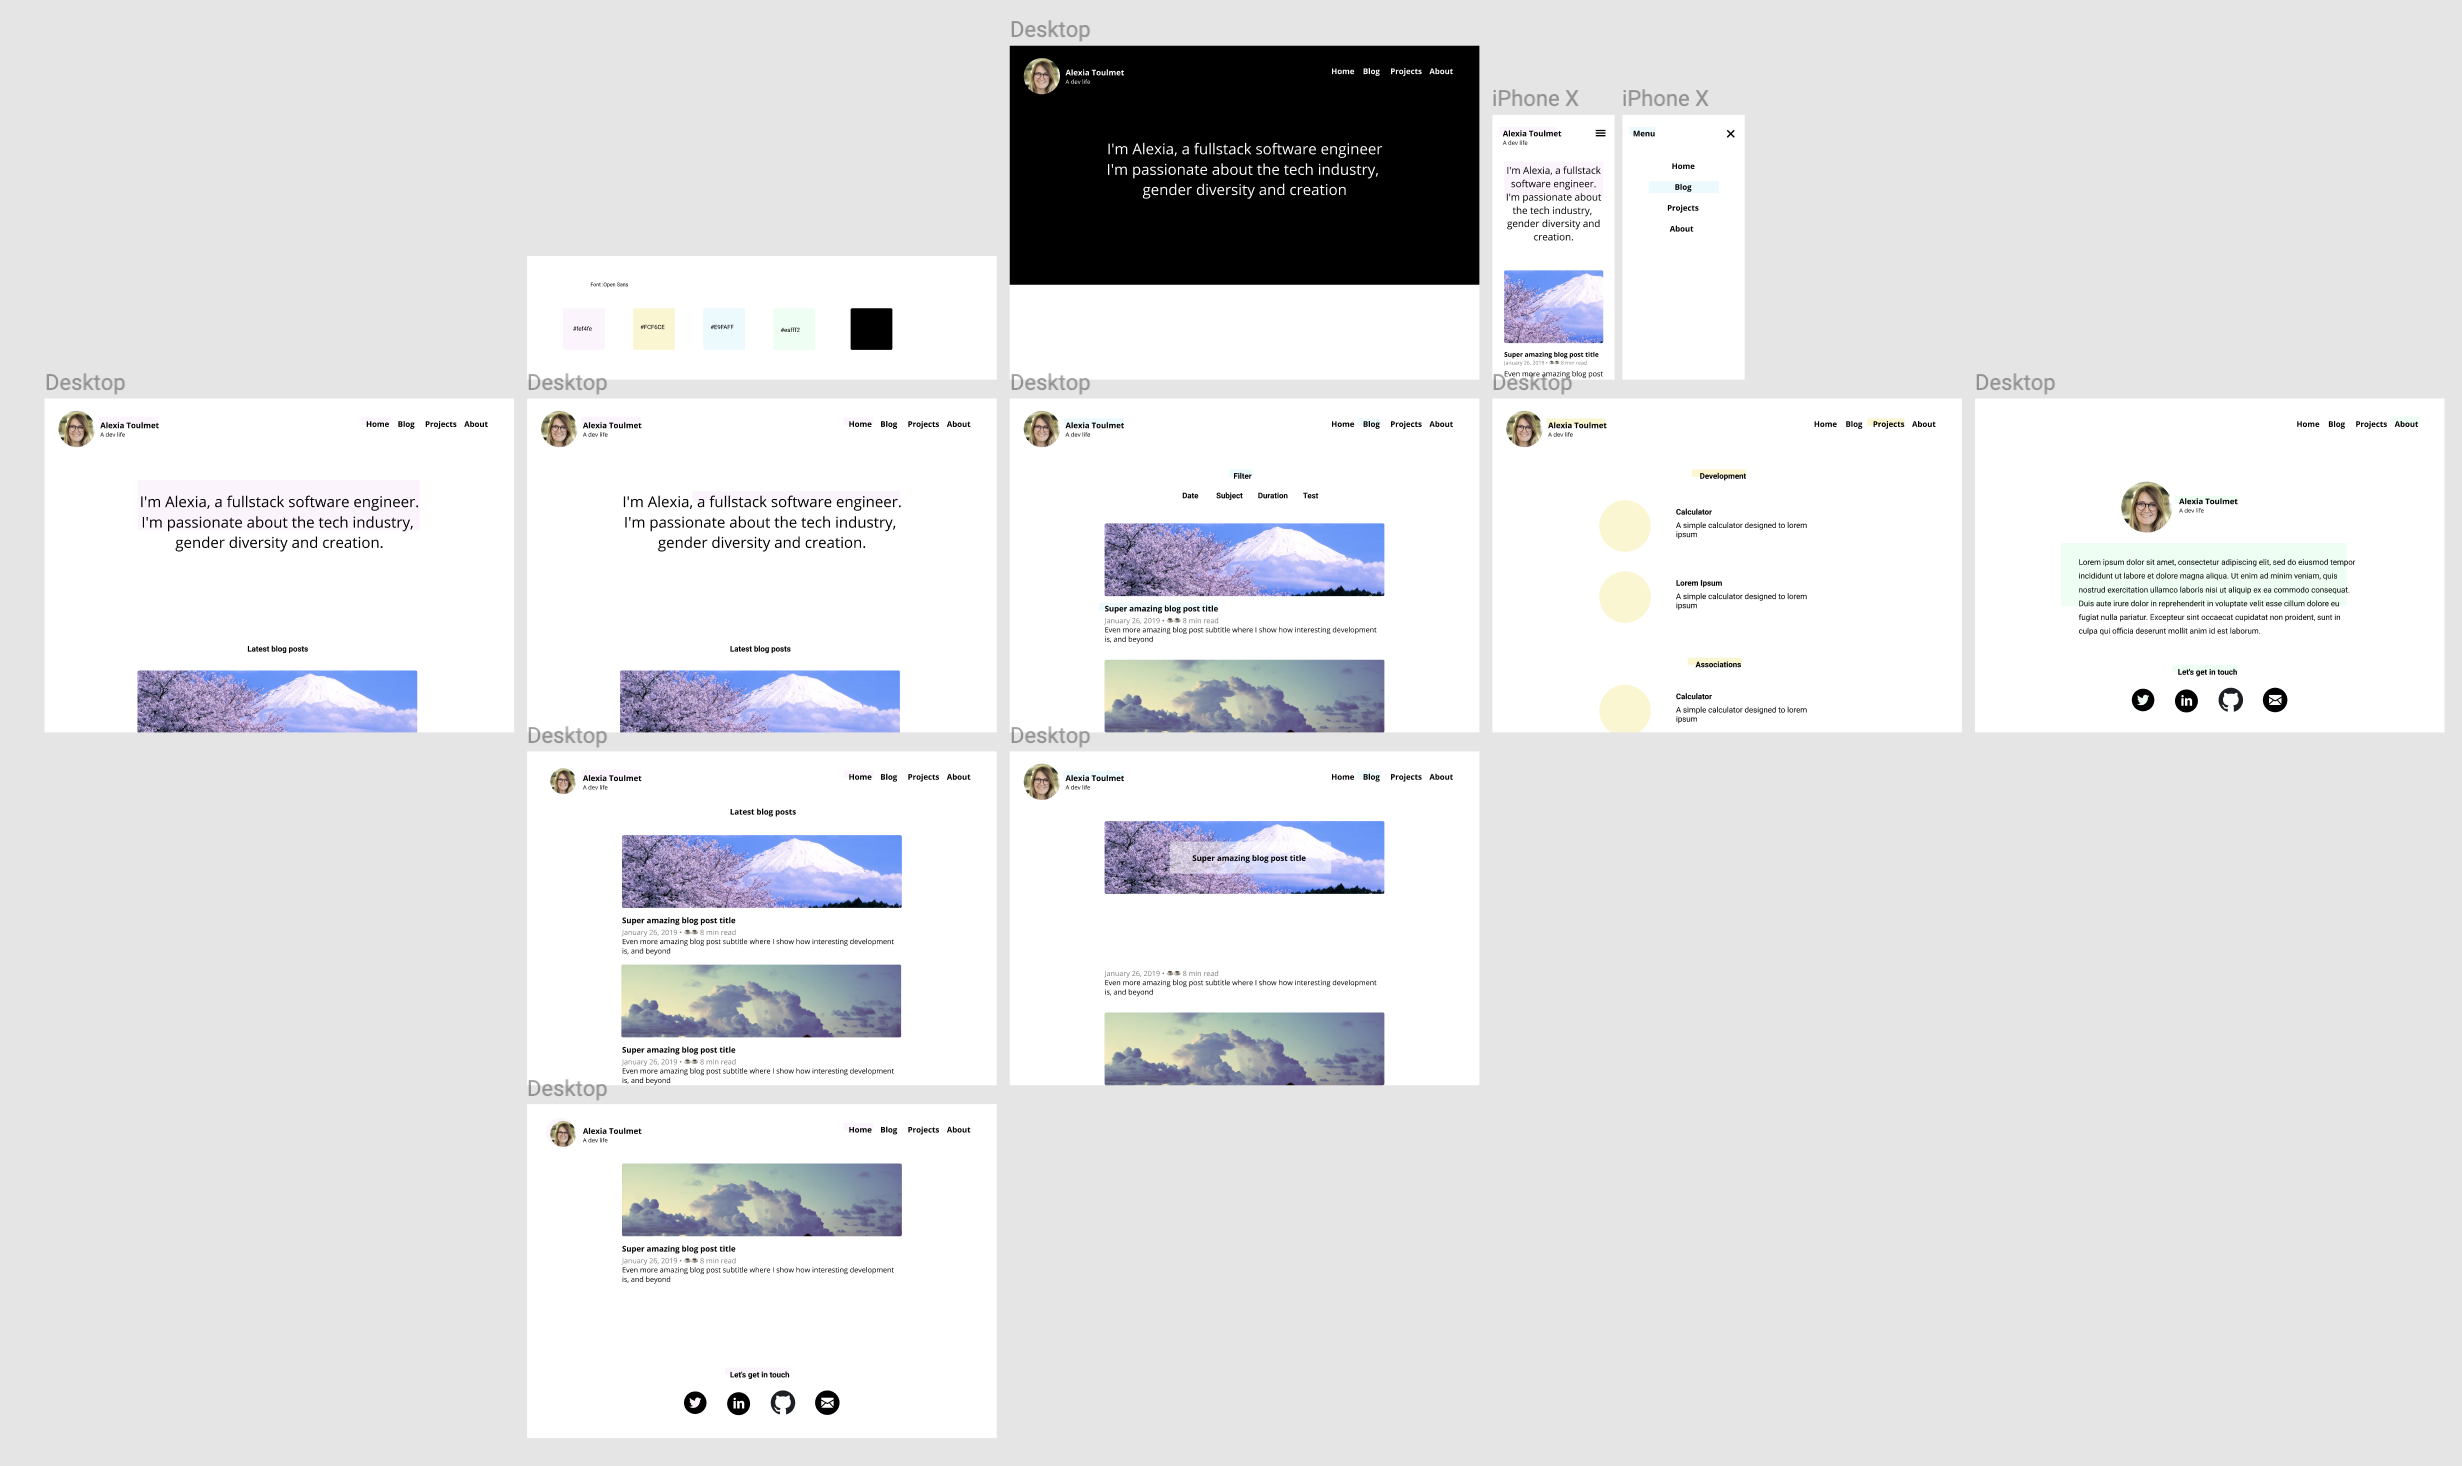 Desktop
Alexia Toulmet
A dev life
Home Blog Projects About
I'm Alexia, a fullstack software engineer
I'm passionate about the tech industry,
gender diversity and creation
iPhone X
Alexia Toulmet
A dev life
I'm Alexia, a fullstack
software engineer.
I'm passionate about
the tech industry,
gender diversity and
creation.
Super amazing blog post title
January 26, 2019 • 8 min read
Even more amazing blog post
iPhone X
Menu
Home
Blog
Projects
About
Font :Open Sans
#fef4fe
#FCF6CE
#E9FAFF
#eafff2
Desktop
Alexia Toulmet
A dev life
Home Blog Projects About
I'm Alexia, a fullstack software engineer.
I'm passionate about the tech industry,
gender diversity and creation.
Latest blog posts
Desktop
Alexia Toulmet
A dev life
Home Blog Projects About
I'm Alexia, a fullstack software engineer.
I'm passionate about the tech industry,
gender diversity and creation.
Latest blog posts
Desktop
Alexia Toulmet
A dev life
Home Blog Projects About
Filter
Date Subject Duration Test
Super amazing blog post title
January 26, 2019 • 8 min read
Even more amazing blog post subtitle where I show how interesting development
is, and beyond
Desktop
Alexia Toulmet
A dev life
Home Blog Projects About
Development
Calculator
A simple calculator designed to lorem
ipsum
Lorem Ipsum
A simple calculator designed to lorem
ipsum
Associations
Calculator
A simple calculator designed to lorem
ipsum
Desktop
Home Blog Projects About
Alexia Toulmet
A dev life
Lorem ipsum dolor sit amet, consectetur adipiscing elit, sed do eiusmod tempor
incididunt ut labore et dolore magna aliqua. Ut enim ad minim veniam, quis
nostrud exercitation ullamco laboris nisi ut aliquip ex ea commodo consequat.
Duis aute irure dolor in reprehenderit in voluptate velit esse cillum dolore eu
fugiat nulla pariatur. Excepteur sint occaecat cupidatat non proident, sunt in
culpa qui officia deserunt mollit anim id est laborum.
Let's get in touch
in
Desktop
Alexia Toulmet
A dev life
Home Blog Projects About
Latest blog posts
Super amazing blog post title
January 26, 2019 • 8 min read
Even more amazing blog post subtitle where I show how interesting development
is, and beyond
Super amazing blog post title
January 26, 2019 • 8 min read
Even more amazing blog post subtitle where I show how interesting development
is, and beyond
Desktop
Alexia Toulmet
A dev life
Home Blog Projects About
Super amazing blog post title
January 26, 2019 • 8 min read
Even more amazing blog post subtitle where I show how interesting development
is, and beyond
Desktop
Alexia Toulmet
A dev life
Home Blog Projects About
Super amazing blog post title
January 26, 2019 • 8 min read
Even more amazing blog post subtitle where I show how interesting development
is, and beyond
Let's get in touch
in